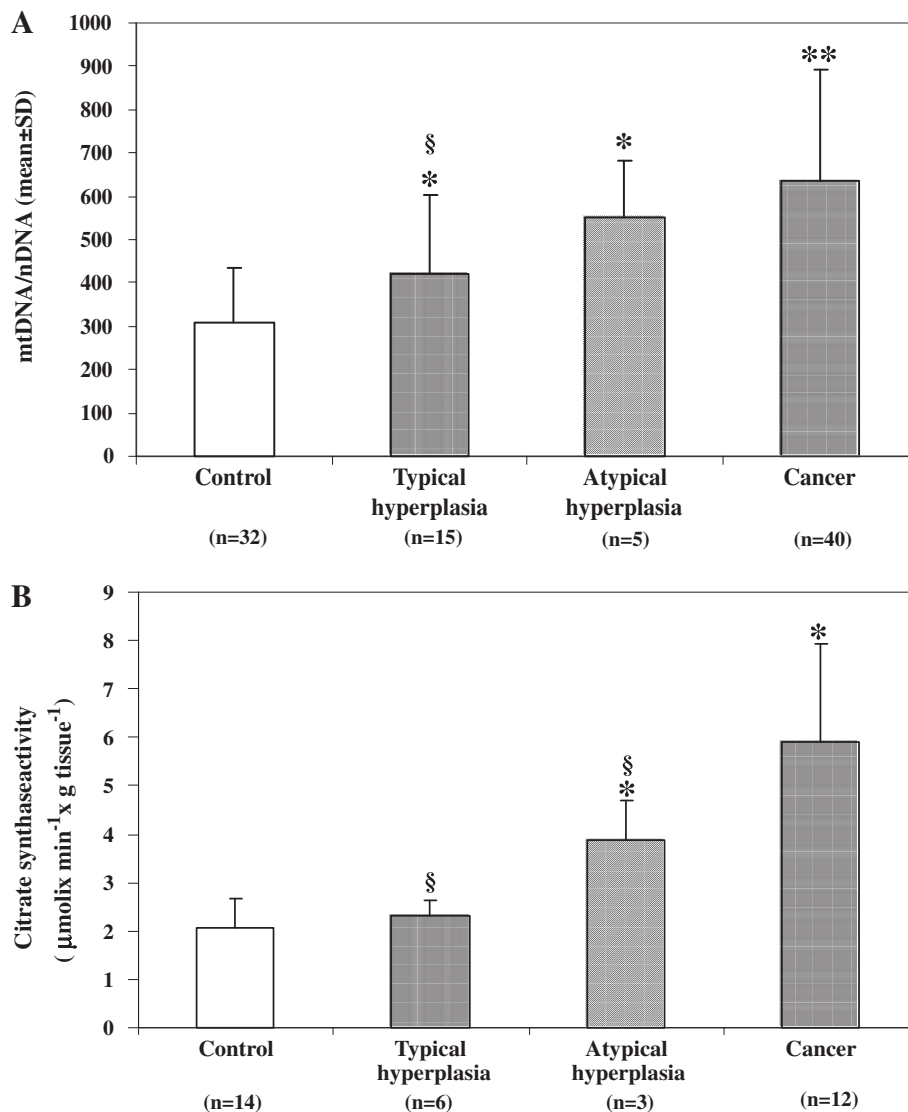 A
mtDNA/nDNA (mean±SD)
1000
900
800
700
600
500
400
300
200
100
0
§
*
*
**
Control
Typical
hyperplasia
Atypical
hyperplasia
Cancer
(n=32)
(n=15)
(n=5)
(n=40)
B
Citrate synthaseactivity
( μmolix min⁻¹x g tissue⁻¹)
9
8
7
6
5
4
3
2
1
0
§
§
*
*
Control
Typical
hyperplasia
Atypical
hyperplasia
Cancer
(n=14)
(n=6)
(n=3)
(n=12)